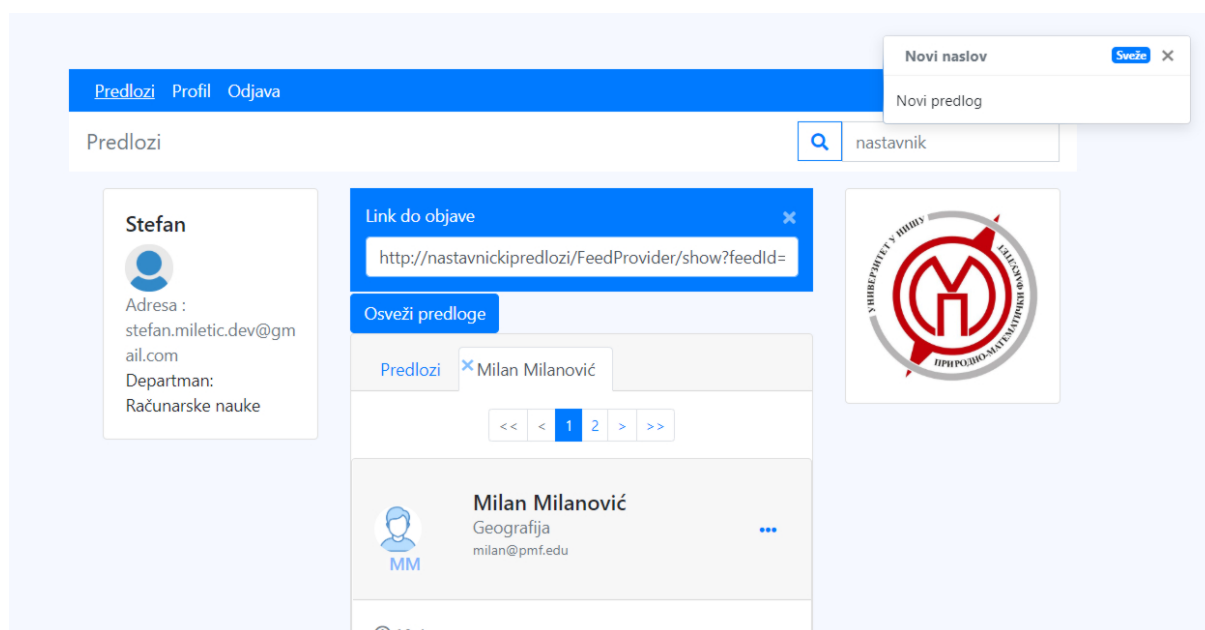 Novi naslov Sveže ×
Novi predlog
Predlozi Profil Odjava
Predlozi
nastavnik
Stefan
Adresa :
stefan.miletic.dev@gm
ail.com
Departman:
Računarske nauke
Link do objave ×
http://nastavnickipredlozi/FeedProvider/show?feedId=
Osveži predloge
Predlozi × Milan Milanović
<< < 1 2 > >>
Milan Milanović
Geografija
milan@pmf.edu
MM
УНИВЕРЗИТЕТ У НИШУ
ПРИРОДНО-МАТЕМАТИЧКИ ФАКУЛТЕТ